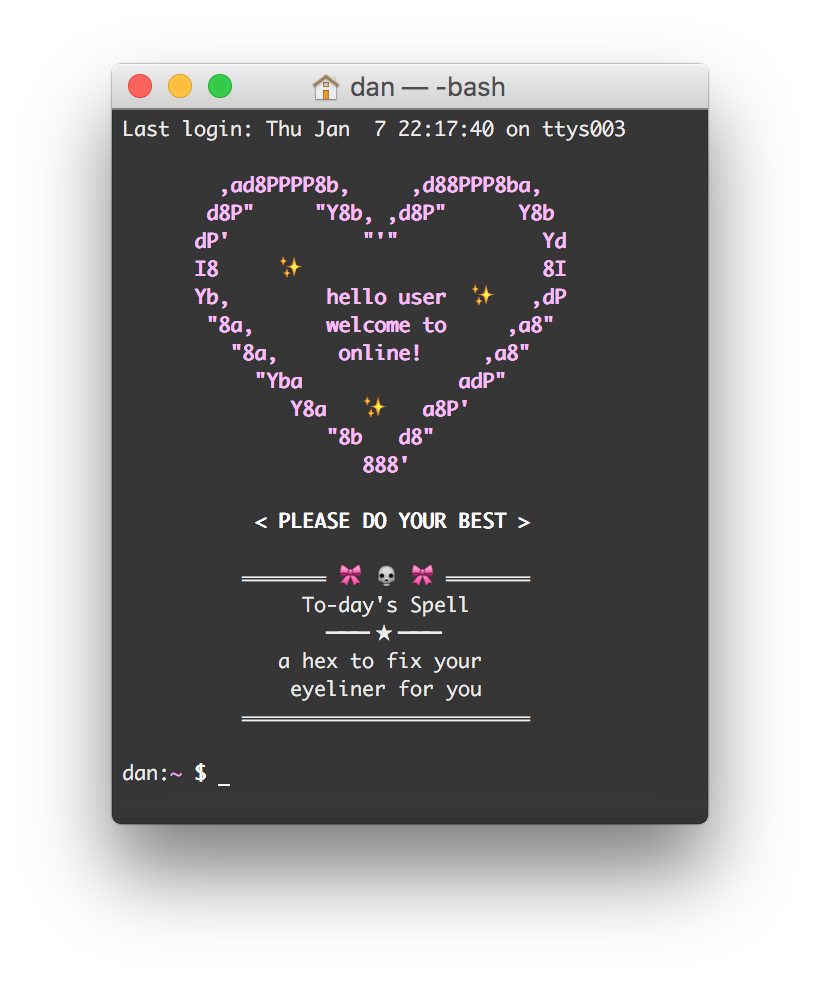 🏠 dan — -bash
Last login: Thu Jan  7 22:17:40 on ttys003
        ,ad8PPPP8b,     ,d88PPP8ba,
       d8P"     "Y8b, ,d8P"      Y8b
      dP'           "'"            Yd
      I8     ✨                    8I
      Yb,        hello user  ✨   ,dP
       "8a,      welcome to     ,a8"
         "8a,     online!     ,a8"
           "Yba             adP"
              Y8a   ✨   a8P'
                 "8b   d8"
                    888'
           < PLEASE DO YOUR BEST >
          ═══════ 🎀 💀 🎀 ═══════
               To-day's Spell
                 ──── ★ ────
             a hex to fix your
              eyeliner for you
          ════════════════════════
dan:~ $ _